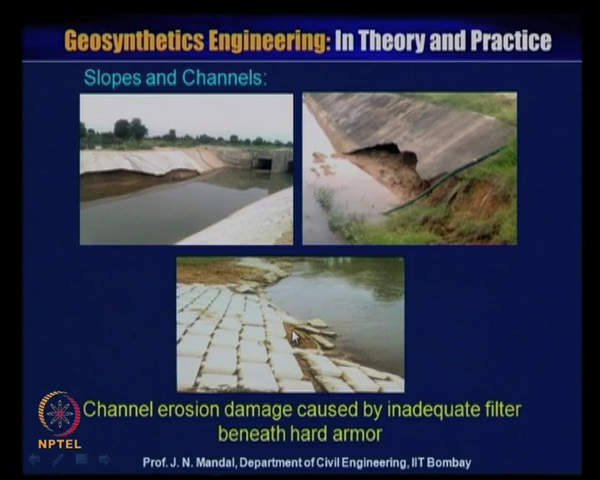 Geosynthetics Engineering: In Theory and Practice
Slopes and Channels:
Channel erosion damage caused by inadequate filter
beneath hard armor
NPTEL
Prof. J. N. Mandal, Department of Civil Engineering, IIT Bombay